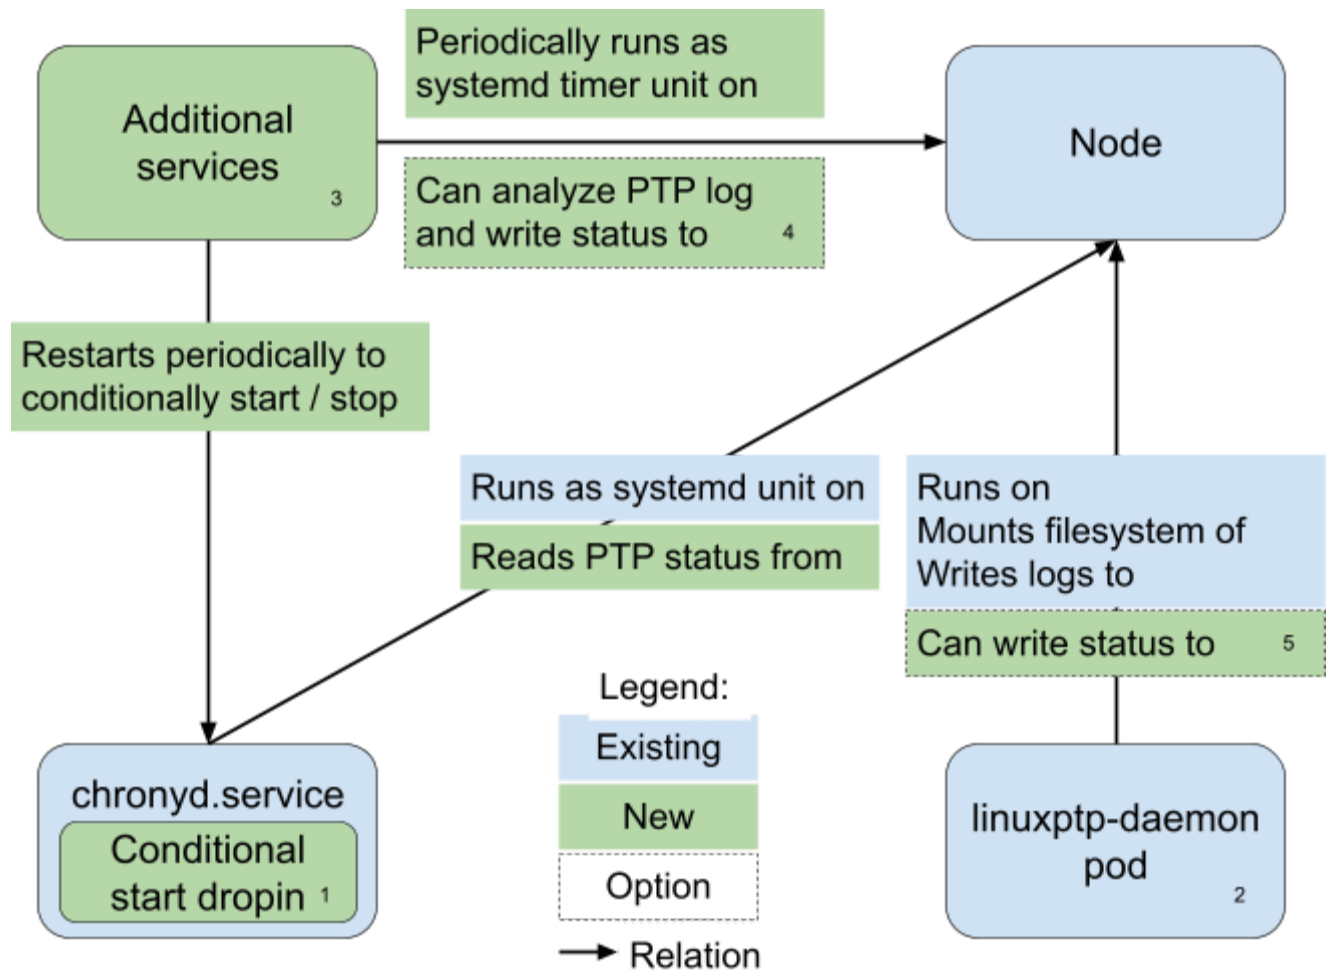 Additional
services
3
Periodically runs as
systemd timer unit on
Can analyze PTP log
and write status to 4
Node
Restarts periodically to
conditionally start / stop
Runs as systemd unit on
Reads PTP status from
Runs on
Mounts filesystem of
Writes logs to
Can write status to 5
chronyd.service
Conditional
start dropin 1
Legend:
Existing
New
Option
Relation
linuxptp-daemon
pod
2